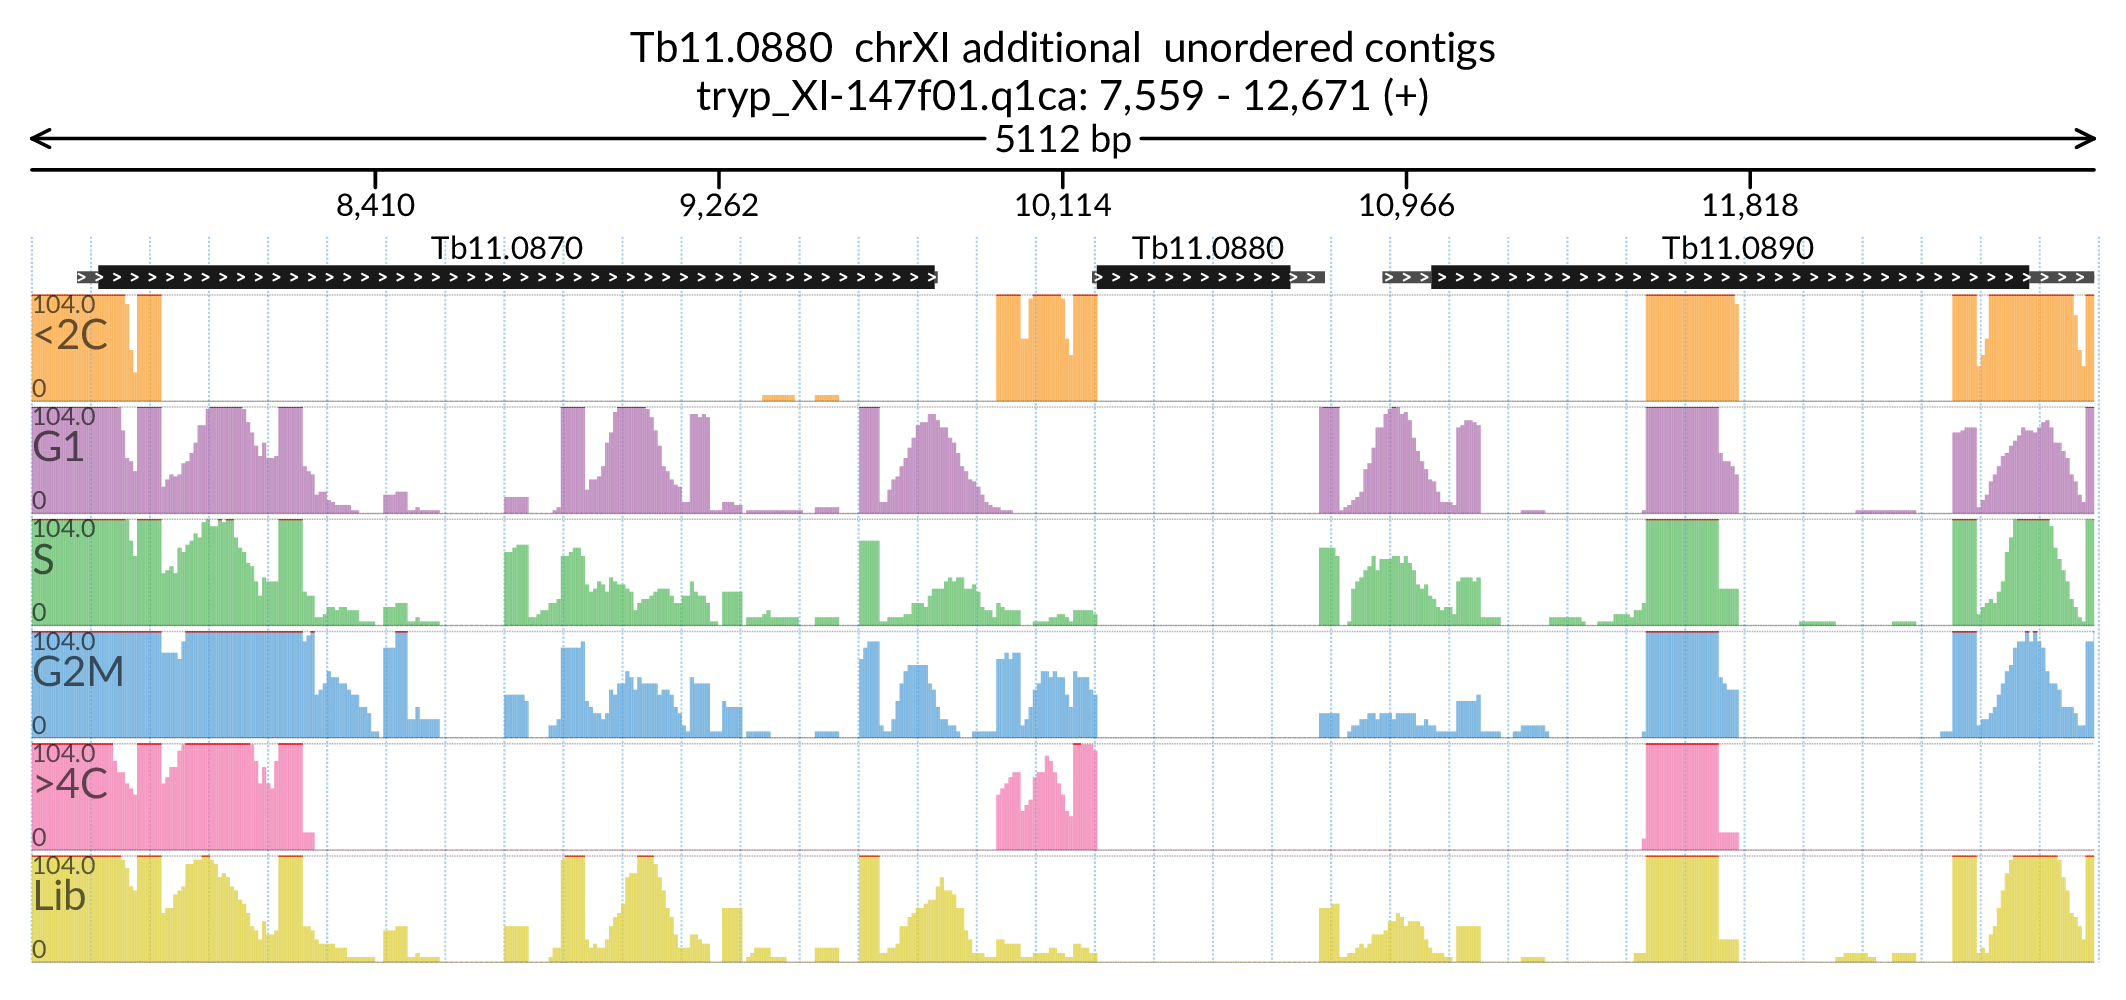 Tb11.0880 chrXI additional unordered contigs
tryp_XI-147f01.q1ca: 7,559 - 12,671 (+)
5112 bp
8,410 9,262 10,114 10,966 11,818
Tb11.0870 Tb11.0880 Tb11.0890
104.0
<2C
0
104.0
G1
0
104.0
S
0
104.0
G2M
0
104.0
>4C
0
104.0
Lib
0